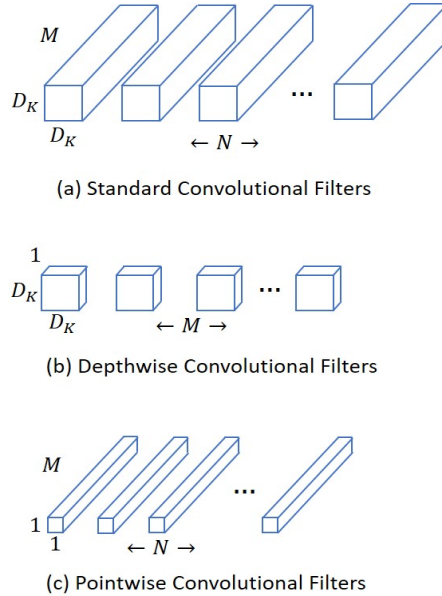 M
D_K
D_K
← N →
...
(a) Standard Convolutional Filters
1
D_K
D_K
← M →
...
(b) Depthwise Convolutional Filters
M
...
1
1
← N →
(c) Pointwise Convolutional Filters